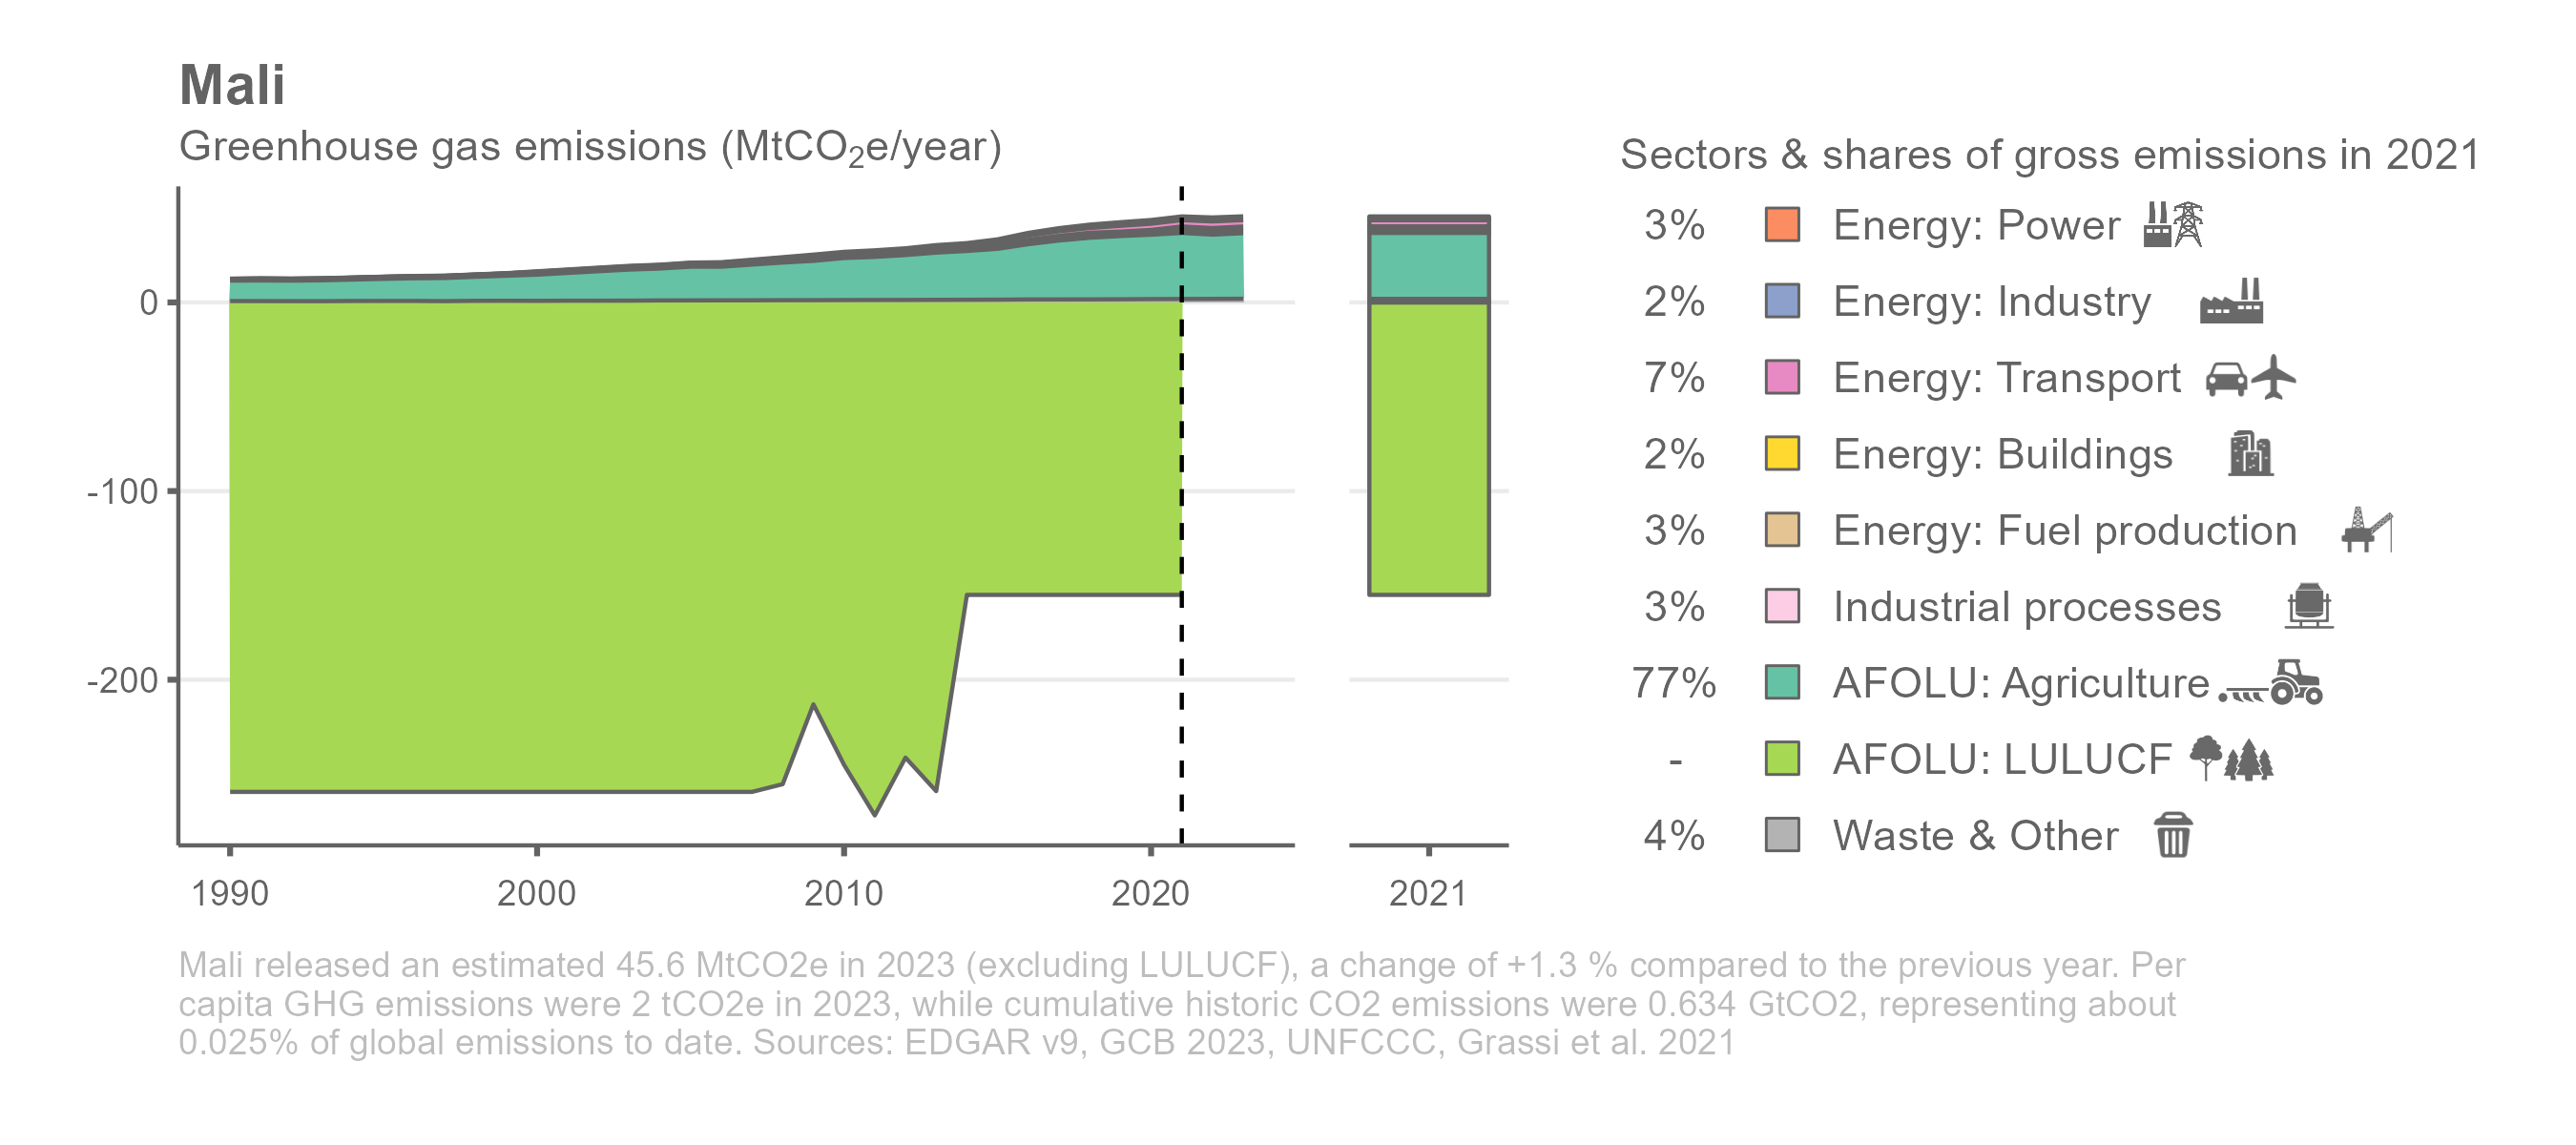 Mali
Greenhouse gas emissions (MtCO₂e/year)
0
-100
-200
1990 2000 2010 2020 2021
Sectors & shares of gross emissions in 2021
3% Energy: Power
2% Energy: Industry
7% Energy: Transport
2% Energy: Buildings
3% Energy: Fuel production
3% Industrial processes
77% AFOLU: Agriculture
- AFOLU: LULUCF
4% Waste & Other
Mali released an estimated 45.6 MtCO2e in 2023 (excluding LULUCF), a change of +1.3 % compared to the previous year. Per
capita GHG emissions were 2 tCO2e in 2023, while cumulative historic CO2 emissions were 0.634 GtCO2, representing about
0.025% of global emissions to date. Sources: EDGAR v9, GCB 2023, UNFCCC, Grassi et al. 2021